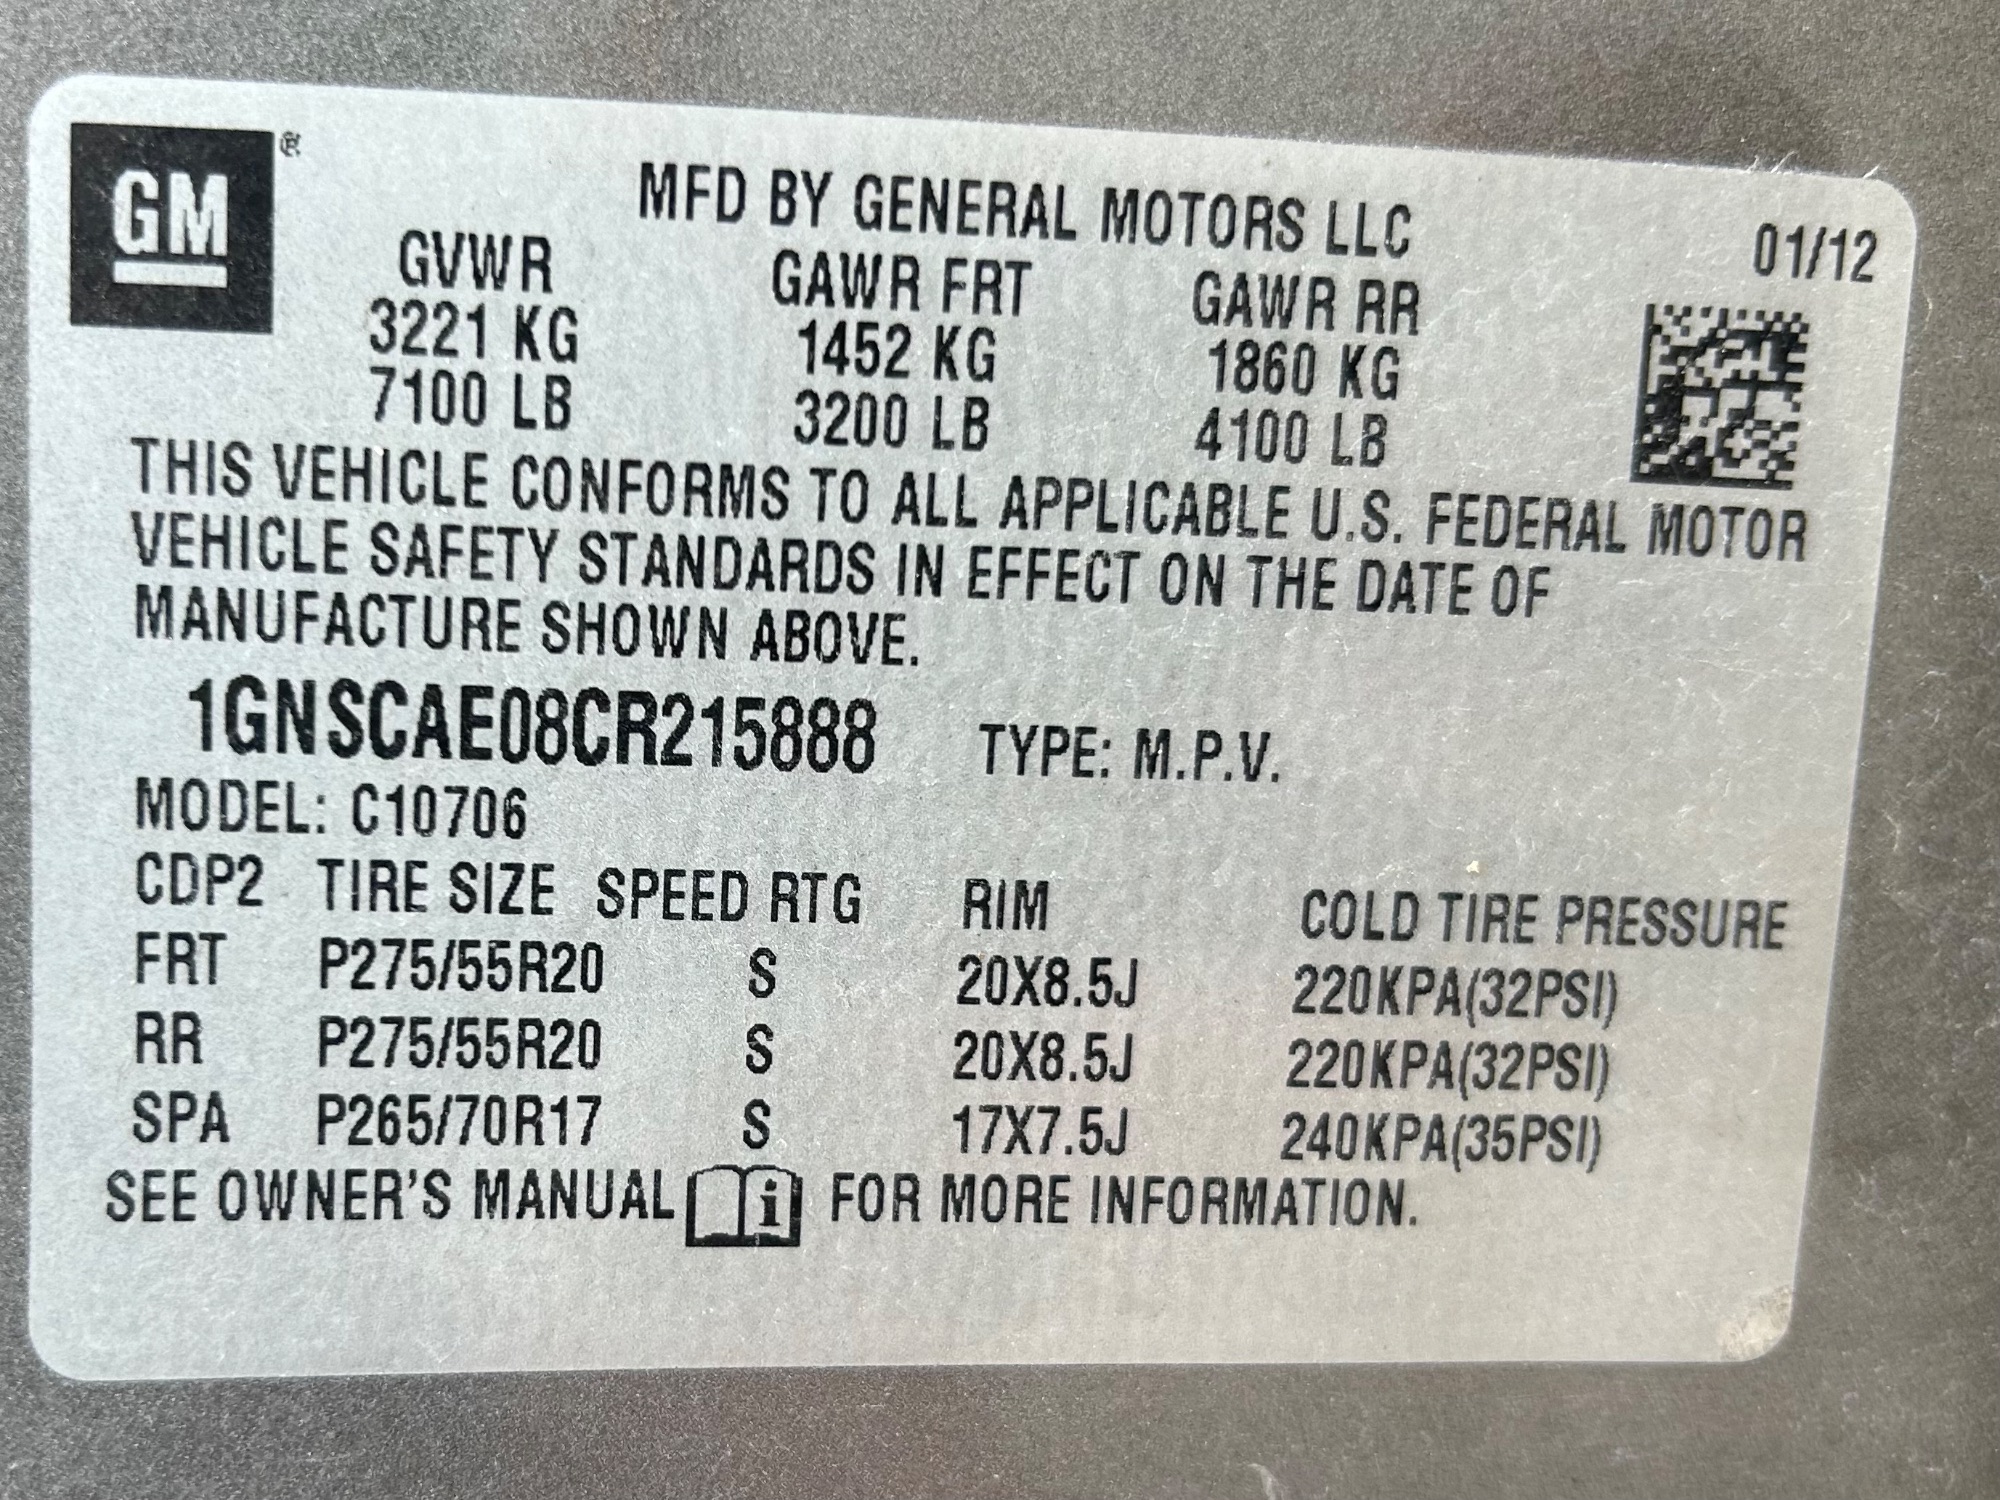 GM ®
MFD BY GENERAL MOTORS LLC
01/12
GVWR GAWR FRT GAWR RR
3221 KG 1452 KG 1860 KG
7100 LB 3200 LB 4100 LB
THIS VEHICLE CONFORMS TO ALL APPLICABLE U.S. FEDERAL MOTOR
VEHICLE SAFETY STANDARDS IN EFFECT ON THE DATE OF
MANUFACTURE SHOWN ABOVE.
1GNSCAE08CR215888 TYPE: M.P.V.
MODEL: C10706
CDP2 TIRE SIZE SPEED RTG RIM COLD TIRE PRESSURE
FRT P275/55R20 S 20X8.5J 220KPA(32PSI)
RR P275/55R20 S 20X8.5J 220KPA(32PSI)
SPA P265/70R17 S 17X7.5J 240KPA(35PSI)
SEE OWNER'S MANUAL i FOR MORE INFORMATION.